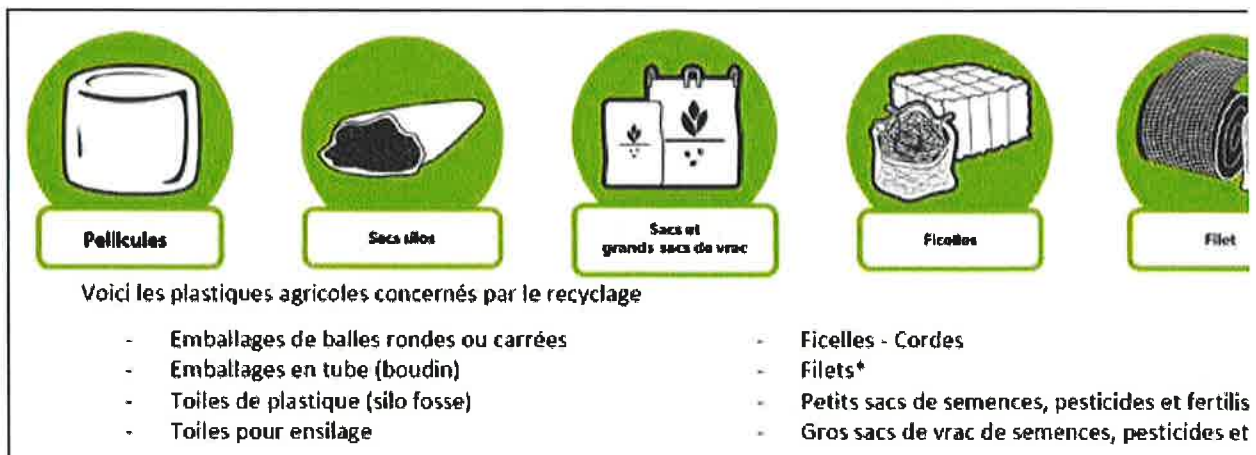 Pellicules
Sacs silos
Sacs et
grands sacs de vrac
Ficelles
Filet
Voici les plastiques agricoles concernés par le recyclage
- Emballages de balles rondes ou carrées
- Emballages en tube (boudin)
- Toiles de plastique (silo fosse)
- Toiles pour ensilage
- Ficelles - Cordes
- Filets*
- Petits sacs de semences, pesticides et fertilis
- Gros sacs de vrac de semences, pesticides et